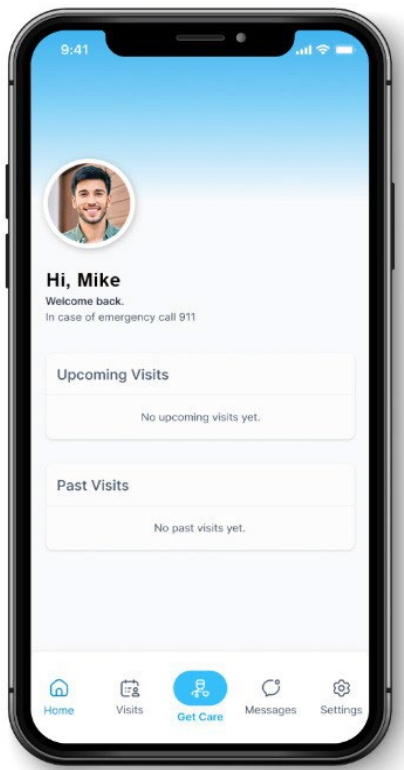 9:41
Hi, Mike
Welcome back.
In case of emergency call 911
Upcoming Visits
No upcoming visits yet.
Past Visits
No past visits yet.
Home
Visits
Get Care
Messages
Settings